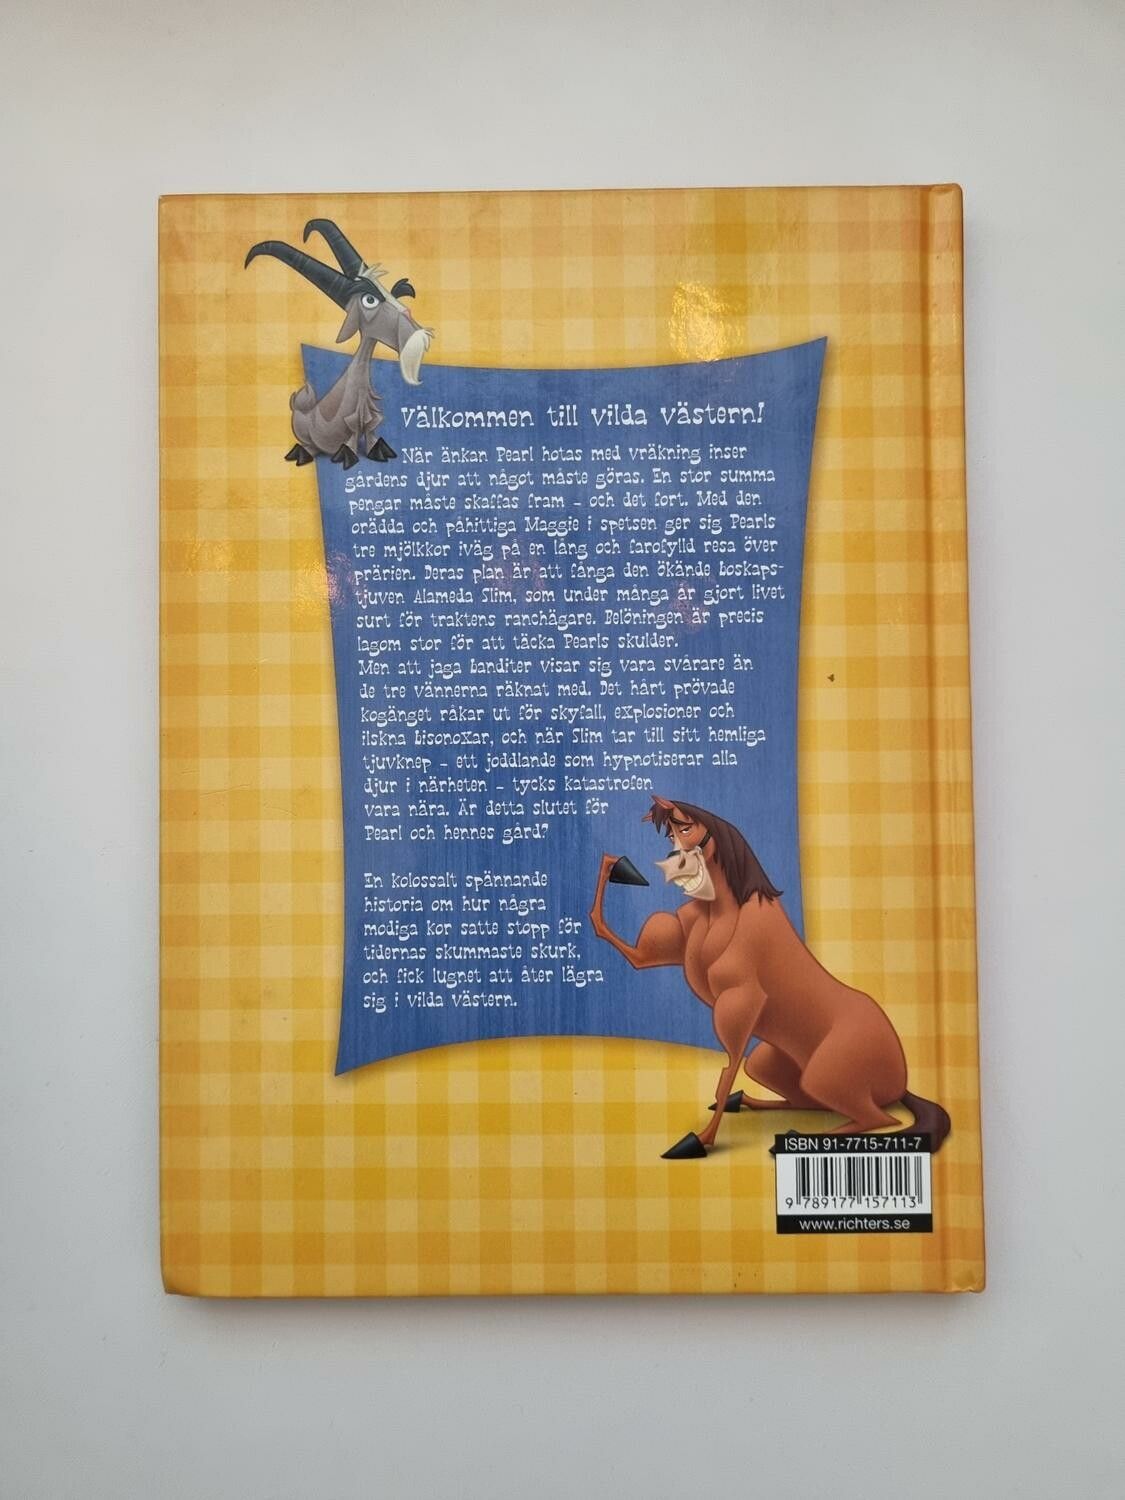 Välkommen till vilda västern!
När änkan Pearl hotas med vräkning inser
gårdens djur att något måste göras. En stor summa
pengar måste skaffas fram – och det fort. Med den
orädda och påhittiga Maggie i spetsen ger sig Pearls
tre mjölkkor iväg på en lång och farofylld resa över
prärien. Deras plan är att fånga den ökände boskaps-
tjuven Alameda Slim, som under många år gjort livet
surt för traktens ranchägare. Belöningen är precis
lagom stor för att täcka Pearls skulder.
Men att jaga banditer visar sig vara svårare än
de tre vännerna räknat med. Det hårt prövade
kogänget råkar ut för skyfall, explosioner och
ilskna bisonoxar, och när Slim tar till sitt hemliga
tjuvknep – ett joddlande som hypnotiserar alla
djur i närheten – tycks katastrofen
vara nära. Är detta slutet för
Pearl och hennes gård?
En kolossalt spännande
historia om hur några
modiga kor satte stopp för
tidernas skummaste skurk,
och fick lugnet att åter lägra
sig i vilda västern.
ISBN 91-7715-711-7
9 789177 157113
www.richters.se